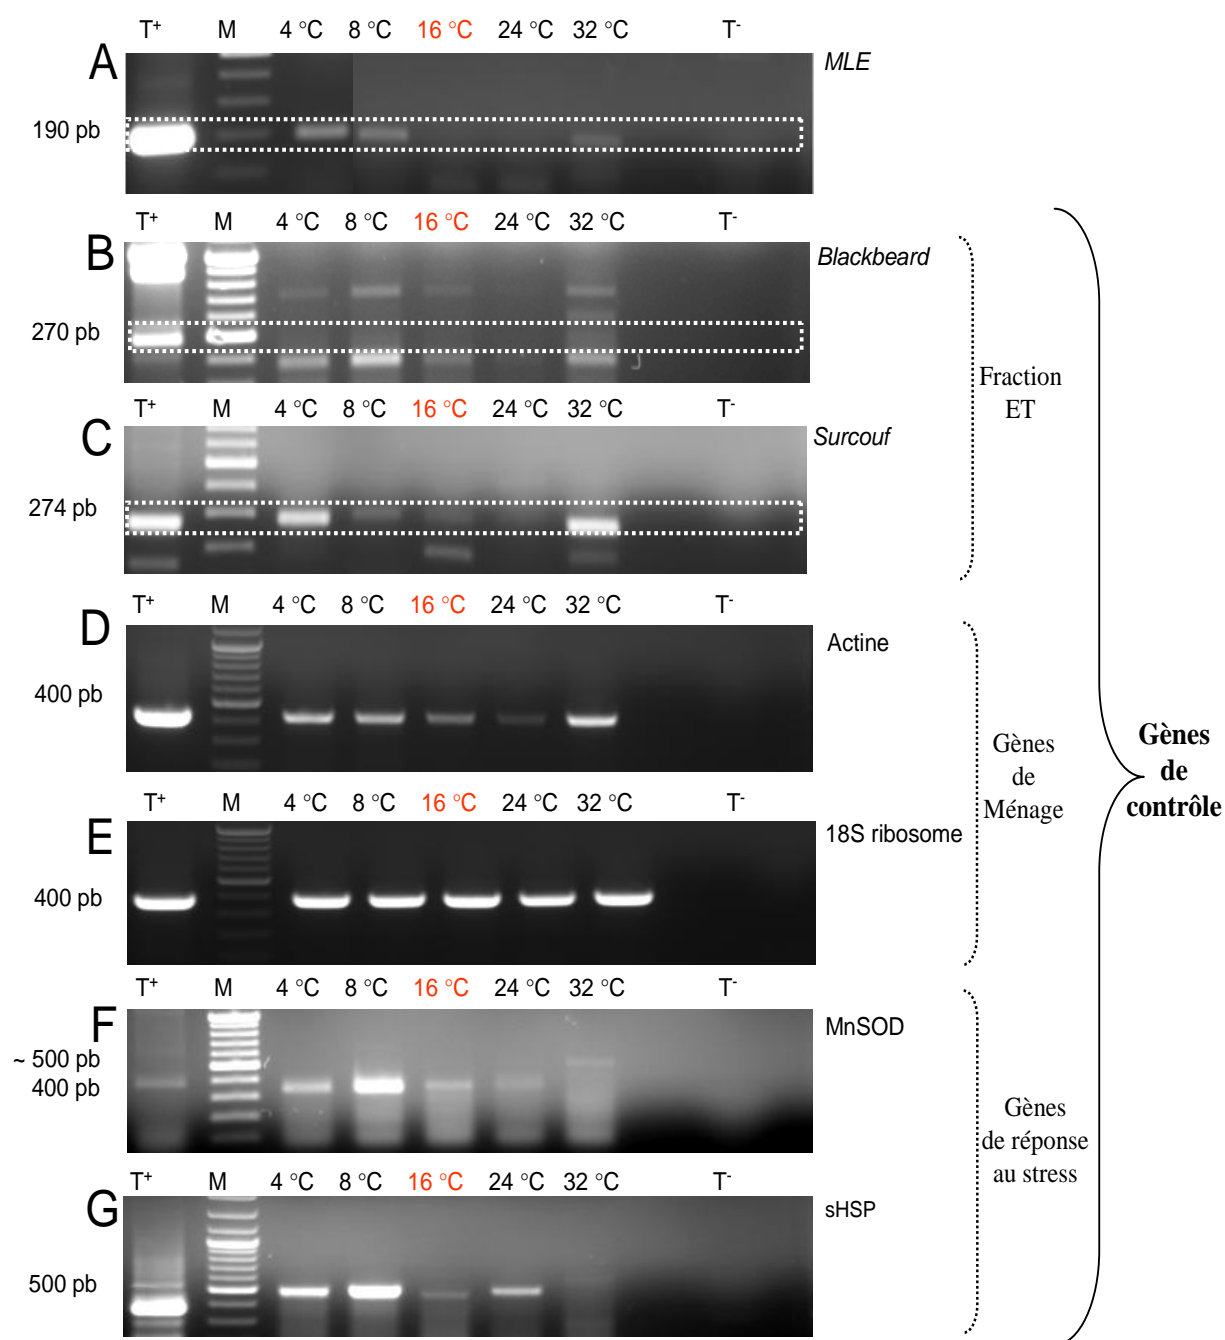 T+ M 4 °C 8 °C 16 °C 24 °C 32 °C T-
A
MLE
190 pb
T+ M 4 °C 8 °C 16 °C 24 °C 32 °C T-
B
Blackbeard
270 pb
T+ M 4 °C 8 °C 16 °C 24 °C 32 °C T-
C
Surcouf
274 pb
Fraction
ET
T+ M 4 °C 8 °C 16 °C 24 °C 32 °C T-
D
Actine
400 pb
T+ M 4 °C 8 °C 16 °C 24 °C 32 °C T-
E
18S ribosome
400 pb
Gènes
de
Ménage
Gènes
de
contrôle
T+ M 4 °C 8 °C 16 °C 24 °C 32 °C T-
F
MnSOD
~ 500 pb
400 pb
T+ M 4 °C 8 °C 16 °C 24 °C 32 °C T-
G
sHSP
500 pb
Gènes
de réponse
au stress